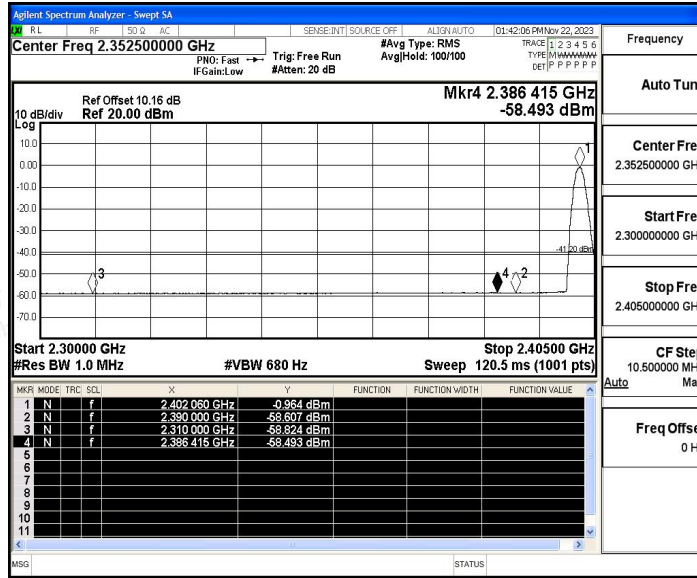 Agilent Spectrum Analyzer - Swept SA
LXI RL RF 50 Ω AC SENSE:INT SOURCE OFF ALIGN AUTO 01:42:06 PM Nov 22, 2023
Center Freq 2.352500000 GHz
PNO: Fast
IFGain:Low
Trig: Free Run
#Atten: 20 dB
#Avg Type: RMS
Avg|Hold: 100/100
TRACE 1 2 3 4 5 6
TYPE MWWWWW
DET P P P P P P
Frequency
Auto Tun
Center Fre
2.352500000 GH
Start Fre
2.300000000 GH
Stop Fre
2.405000000 GH
CF Ste
10.500000 MH
Auto Ma
Freq Offse
0 H
Mkr4 2.386 415 GHz
-58.493 dBm
Ref Offset 10.16 dB
10 dB/div Ref 20.00 dBm
Log
10.0
0.00
-10.0
-20.0
-30.0
-40.0
-50.0
-60.0
-70.0
1
-41.20 dBm
3
4
2
Start 2.30000 GHz
Stop 2.40500 GHz
#Res BW 1.0 MHz #VBW 680 Hz Sweep 120.5 ms (1001 pts)
MKR MODE TRC SCL X Y FUNCTION FUNCTION WIDTH FUNCTION VALUE
1 N f 2.402 060 GHz -0.964 dBm
2 N f 2.390 000 GHz -58.607 dBm
3 N f 2.310 000 GHz -58.824 dBm
4 N f 2.386 415 GHz -58.493 dBm
5
6
7
8
9
10
11
MSG STATUS